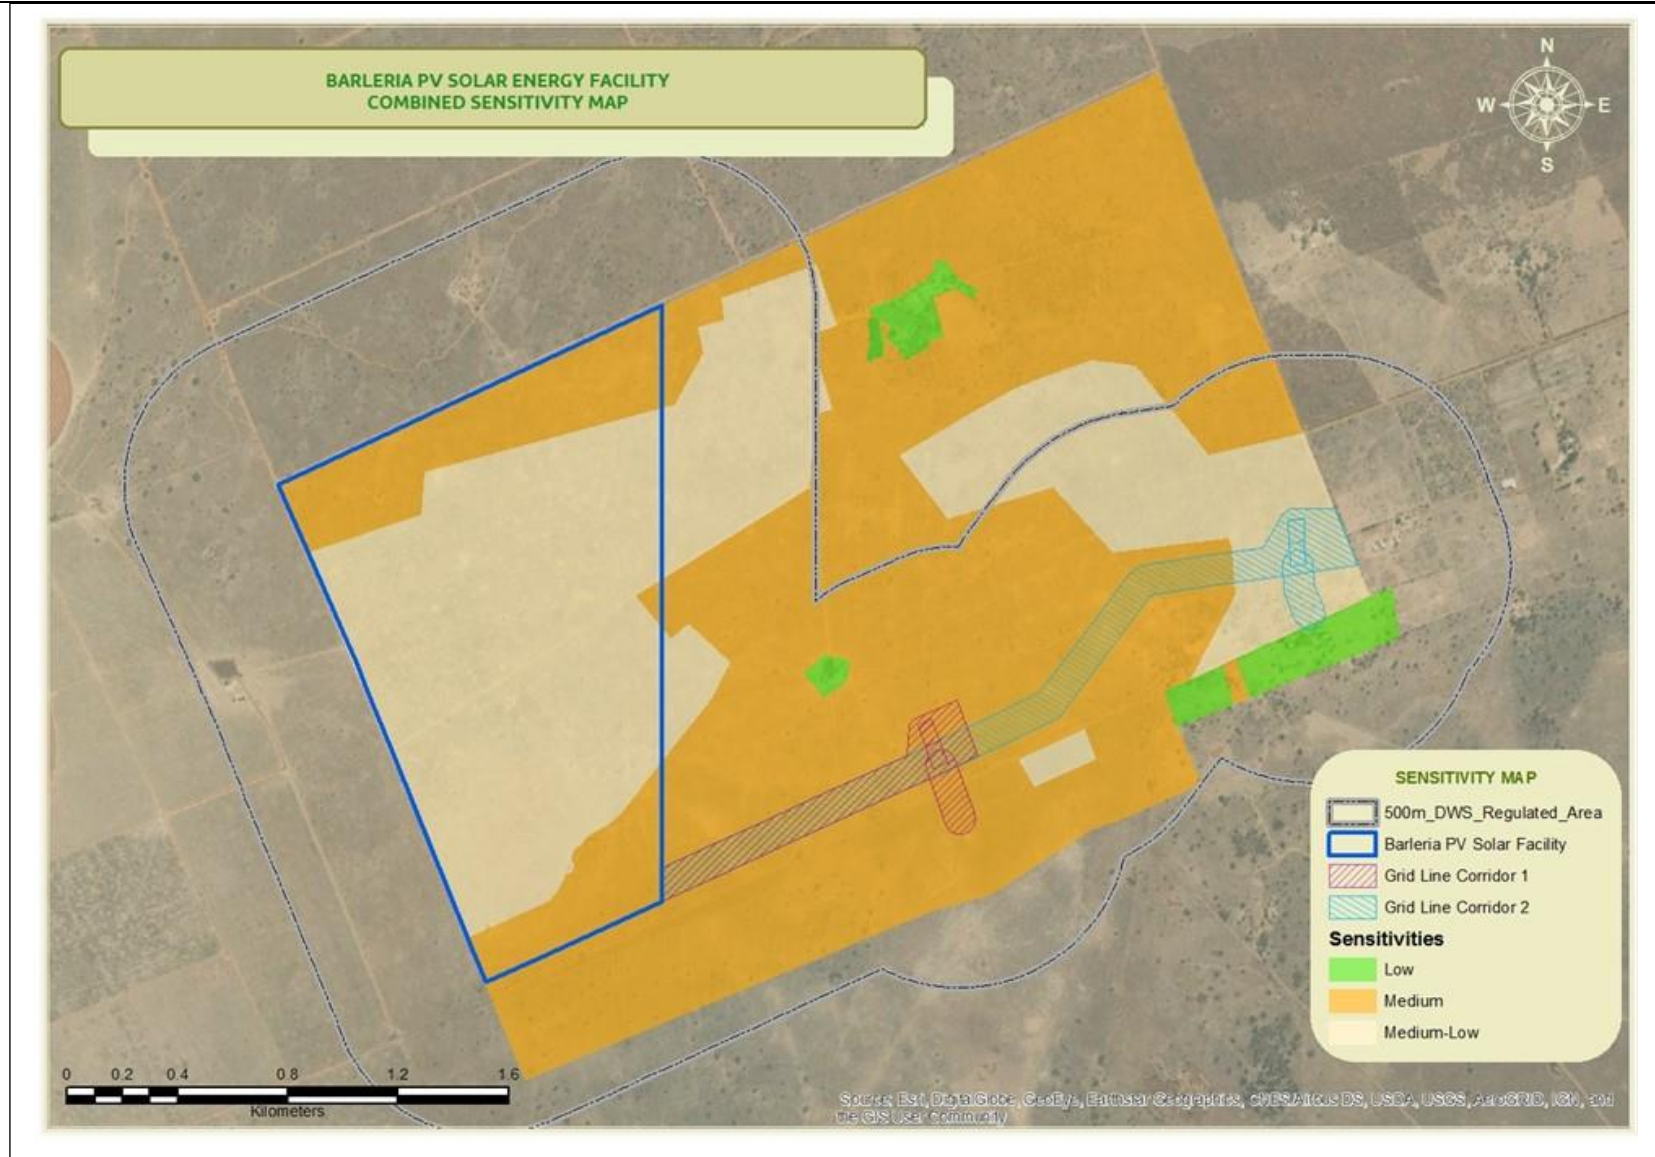 BARLERIA PV SOLAR ENERGY FACILITY
COMBINED SENSITIVITY MAP
N
W E
S
SENSITIVITY MAP
500m_DWS_Regulated_Area
Barleria PV Solar Facility
Grid Line Corridor 1
Grid Line Corridor 2
Sensitivities
Low
Medium
Medium-Low
0 0.2 0.4 0.8 1.2 1.6
Kilometers
Source: Esri, DigitalGlobe, GeoEye, Earthstar Geographics, CNES/Airbus DS, USDA, USGS, AeroGRID, IGN, and
the GIS User Community